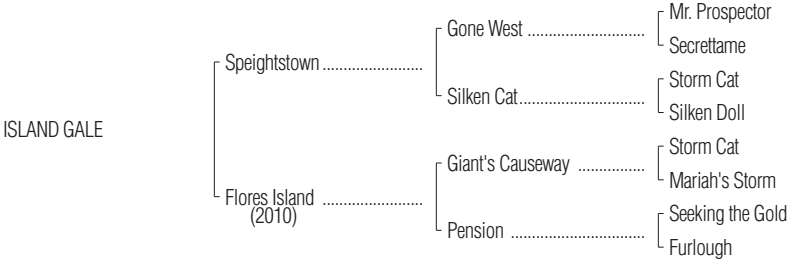 Mr. Prospector
Gone West ............................
Secrettame
Speightstown ........................
Storm Cat
Silken Cat..............................
Silken Doll
ISLAND GALE
Storm Cat
Giant's Causeway ................
Mariah's Storm
Flores Island ........................
(2010)
Seeking the Gold
Pension ................................
Furlough